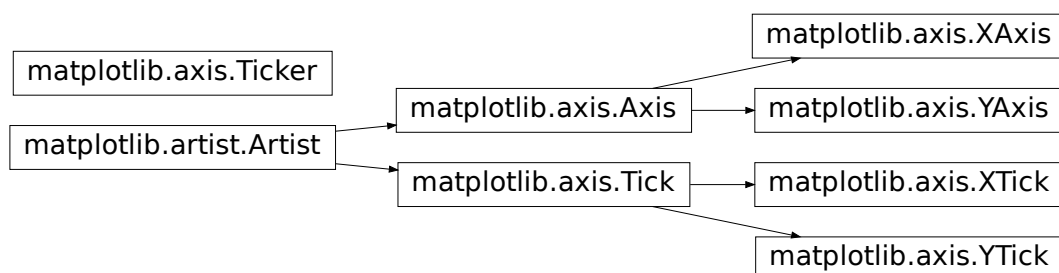 matplotlib.axis.XAxis
matplotlib.axis.Ticker
matplotlib.axis.Axis
matplotlib.axis.YAxis
matplotlib.artist.Artist
matplotlib.axis.Tick
matplotlib.axis.XTick
matplotlib.axis.YTick